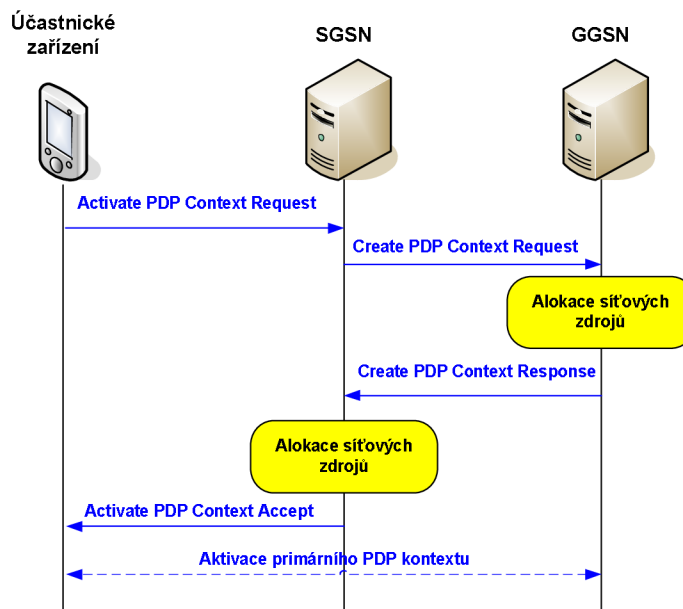 Účastnické
zařízení
SGSN
GGSN
Activate PDP Context Request
Create PDP Context Request
Alokace síťových
zdrojů
Create PDP Context Response
Alokace síťových
zdrojů
Activate PDP Context Accept
Aktivace primárního PDP kontextu